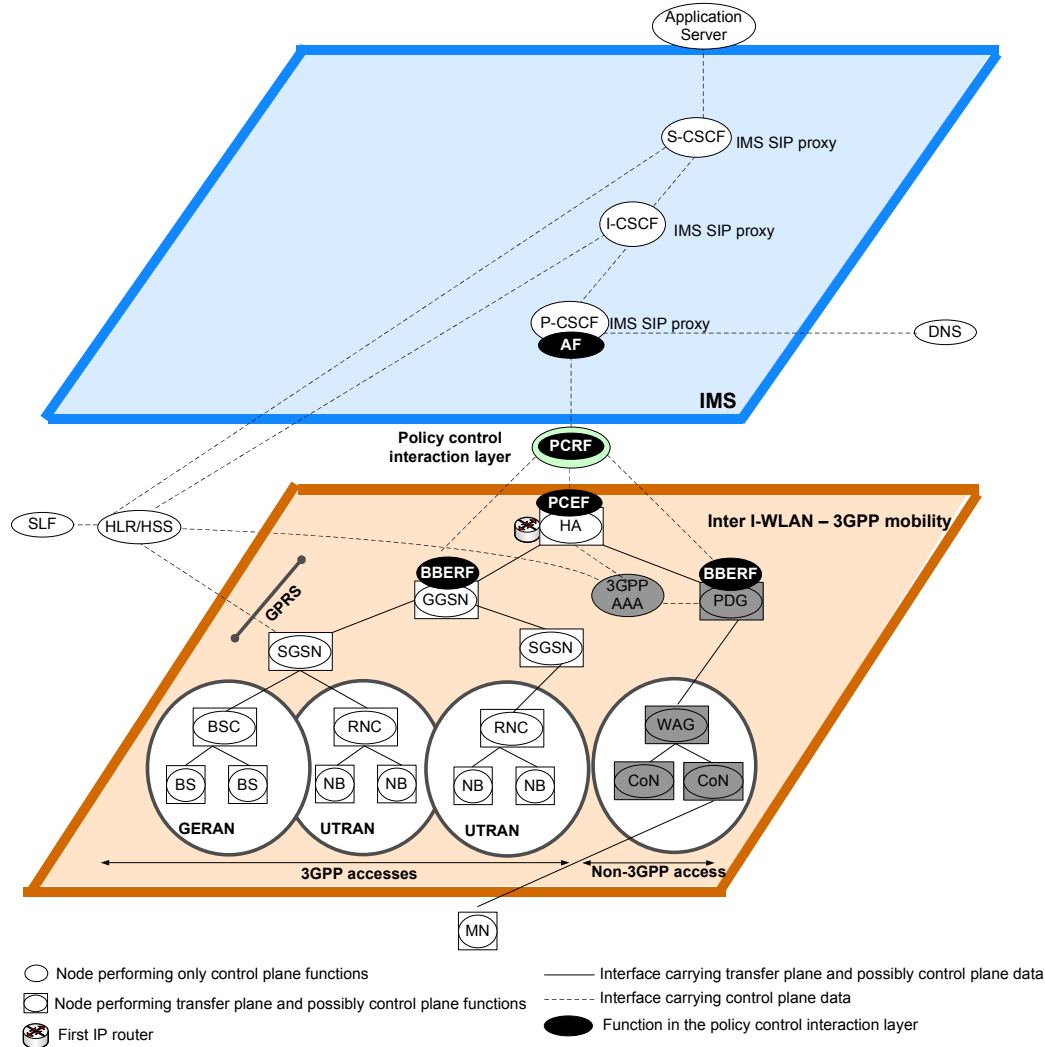 Application
Server
S-CSCF
IMS SIP proxy
I-CSCF
IMS SIP proxy
P-CSCF
IMS SIP proxy
AF
DNS
IMS
Policy control
interaction layer
PCRF
SLF
HLR/HSS
PCEF
HA
Inter I-WLAN – 3GPP mobility
BBERF
GGSN
3GPP
AAA
BBERF
PDG
GPRS
SGSN
SGSN
BSC
RNC
RNC
WAG
BS
BS
NB
NB
NB
NB
CoN
CoN
GERAN
UTRAN
UTRAN
3GPP accesses
Non-3GPP access
MN
Node performing only control plane functions
Node performing transfer plane and possibly control plane functions
First IP router
Interface carrying transfer plane and possibly control plane data
Interface carrying control plane data
Function in the policy control interaction layer